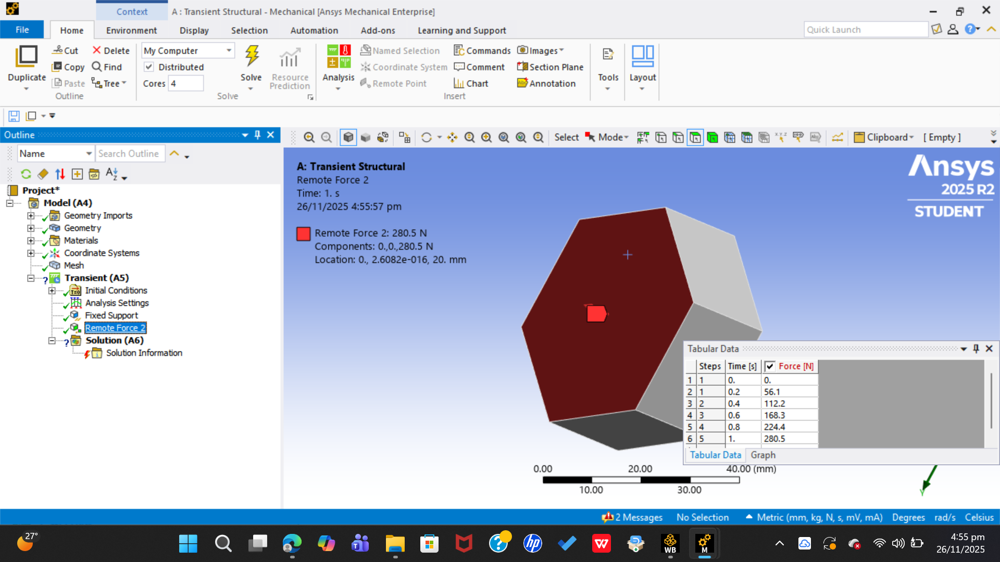 Context
A : Transient Structural - Mechanical [Ansys Mechanical Enterprise]
File
Home
Environment
Display
Selection
Automation
Add-ons
Learning and Support
Quick Launch
Duplicate
Cut
Copy
Paste
Delete
Find
Tree
Outline
My Computer
Distributed
Cores 4
Solve
Resource
Prediction
Solve
Analysis
Named Selection
Coordinate System
Remote Point
Commands
Comment
Chart
Images
Section Plane
Annotation
Insert
Tools
Layout
Outline
Name
Search Outline
Select
Mode
Clipboard
[ Empty ]
Project*
Model (A4)
Geometry Imports
Geometry
Materials
Coordinate Systems
Mesh
Transient (A5)
Initial Conditions
Analysis Settings
Fixed Support
Remote Force 2
Solution (A6)
Solution Information
A: Transient Structural
Remote Force 2
Time: 1. s
26/11/2025 4:55:57 pm
Remote Force 2: 280.5 N
Components: 0.,0.,280.5 N
Location: 0., 2.6082e-016, 20. mm
Ansys
2025 R2
STUDENT
Tabular Data
Steps Time [s] Force [N]
1 1 0. 0.
2 1 0.2 56.1
3 2 0.4 112.2
4 3 0.6 168.3
5 4 0.8 224.4
6 5 1. 280.5
Tabular Data
Graph
0.00 20.00 40.00 (mm)
10.00 30.00
Y
2 Messages
No Selection
Metric (mm, kg, N, s, mV, mA)
Degrees
rad/s
Celsius
27°
WB
M
4:55 pm
26/11/2025